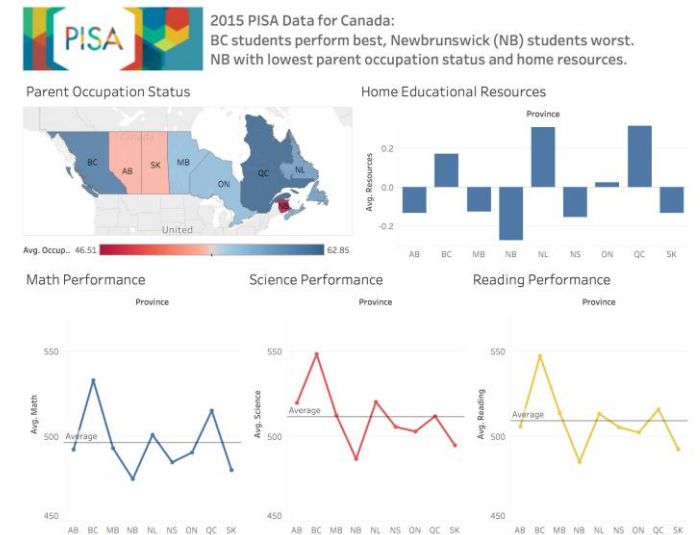 PISA
2015 PISA Data for Canada:
BC students perform best, Newbrunswick (NB) students worst.
NB with lowest parent occupation status and home resources.
Parent Occupation Status
Canada
BC
AB
SK
MB
ON
QC
NL
NB
United
Avg. Occup.. 46.51 62.85
Home Educational Resources
Province
Avg. Resources
0.2
0.0
-0.2
AB BC MB NB NL NS ON QC SK
Math Performance
Province
Avg. Math
550
500
450
Average
AB BC MB NB NL NS ON QC SK
Science Performance
Province
Avg. Science
550
500
450
Average
AB BC MB NB NL NS ON QC SK
Reading Performance
Province
Avg. Reading
550
500
450
Average
AB BC MB NB NL NS ON QC SK